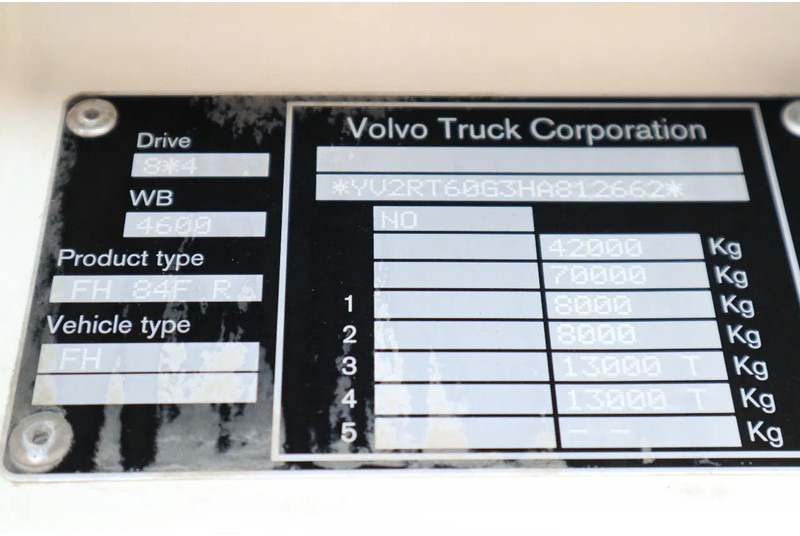 Drive
8*4
WB
4600
Product type
FH 84F R
Vehicle type
FH
Volvo Truck Corporation
*YV2RT60G3HA812662*
NO
42000 Kg
70000 Kg
1 8000 Kg
2 8000 Kg
3 13000 T Kg
4 13000 T Kg
5 - - Kg